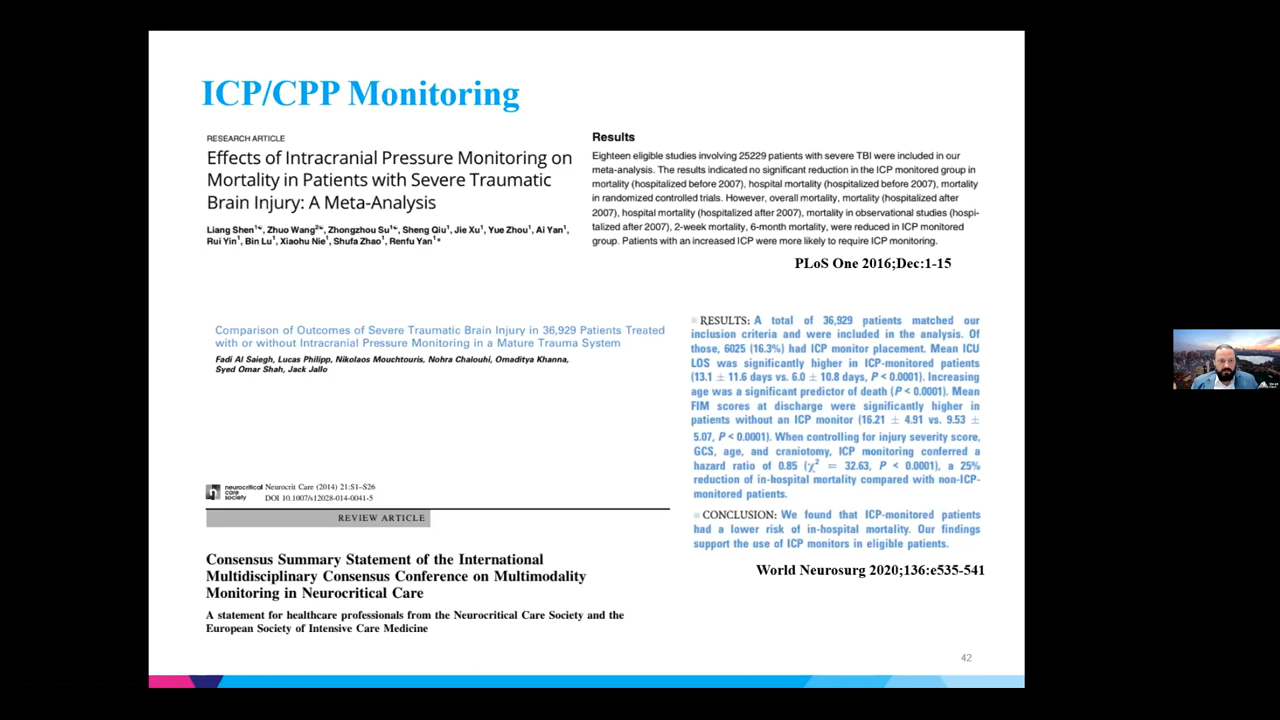 ICP/CPP Monitoring
RESEARCH ARTICLE
Effects of Intracranial Pressure Monitoring on
Mortality in Patients with Severe Traumatic
Brain Injury: A Meta-Analysis
Liang Shen1☯, Zhuo Wang2☯, Zhongzhou Su1☯, Sheng Qiu1, Jie Xu1, Yue Zhou1, Ai Yan1,
Rui Yin1, Bin Lu1, Xiaohu Nie1, Shufa Zhao1, Renfu Yan1*
Results
Eighteen eligible studies involving 25229 patients with severe TBI were included in our
meta-analysis. The results indicated no significant reduction in the ICP monitored group in
mortality (hospitalized before 2007), hospital mortality (hospitalized before 2007), mortality
in randomized controlled trials. However, overall mortality, mortality (hospitalized after
2007), hospital mortality (hospitalized after 2007), mortality in observational studies (hospi-
talized after 2007), 2-week mortality, 6-month mortality, were reduced in ICP monitored
group. Patients with an increased ICP were more likely to require ICP monitoring.
PLoS One 2016;Dec:1-15
Comparison of Outcomes of Severe Traumatic Brain Injury in 36,929 Patients Treated
with or without Intracranial Pressure Monitoring in a Mature Trauma System
Fadi Al Saiegh, Lucas Philipp, Nikolaos Mouchtouris, Nohra Chalouhi, Omaditya Khanna,
Syed Omar Shah, Jack Jallo
RESULTS: A total of 36,929 patients matched our
inclusion criteria and were included in the analysis. Of
those, 6025 (16.3%) had ICP monitor placement. Mean ICU
LOS was significantly higher in ICP-monitored patients
(13.1 ± 11.6 days vs. 6.0 ± 10.8 days, P < 0.0001). Increasing
age was a significant predictor of death (P < 0.0001). Mean
FIM scores at discharge were significantly higher in
patients without an ICP monitor (16.21 ± 4.91 vs. 9.53 ±
5.07, P < 0.0001). When controlling for injury severity score,
GCS, age, and craniotomy, ICP monitoring conferred a
hazard ratio of 0.85 (χ2 = 32.63, P < 0.0001), a 25%
reduction of in-hospital mortality compared with non-ICP-
monitored patients.
CONCLUSION: We found that ICP-monitored patients
had a lower risk of in-hospital mortality. Our findings
support the use of ICP monitors in eligible patients.
World Neurosurg 2020;136:e535-541
neurocritical
care
society
Neurocrit Care (2014) 21:S1–S26
DOI 10.1007/s12028-014-0041-5
REVIEW ARTICLE
Consensus Summary Statement of the International
Multidisciplinary Consensus Conference on Multimodality
Monitoring in Neurocritical Care
A statement for healthcare professionals from the Neurocritical Care Society and the
European Society of Intensive Care Medicine
42